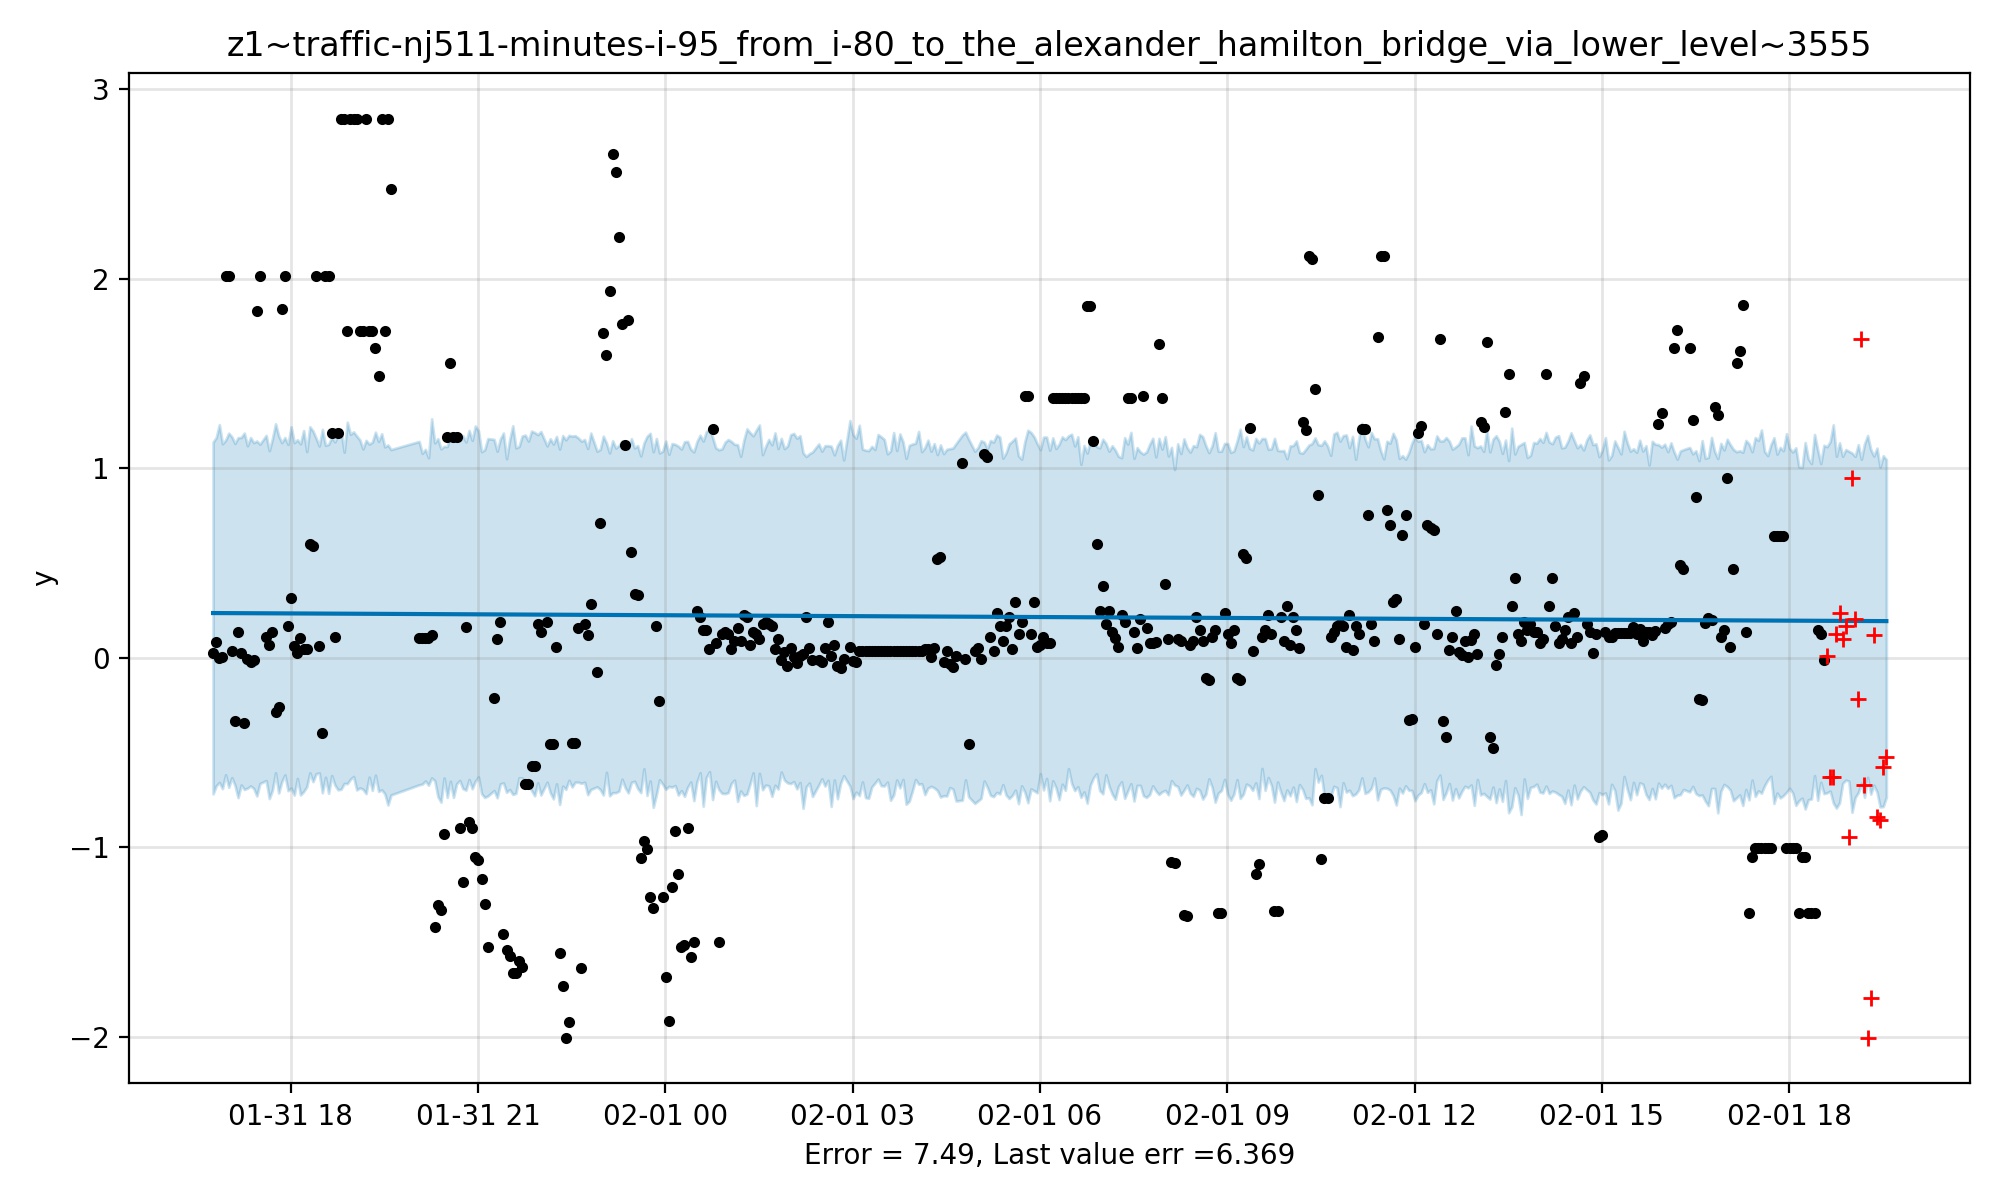 z1~traffic-nj511-minutes-i-95_from_i-80_to_the_alexander_hamilton_bridge_via_lower_level~3555
3
2
1
0
−1
−2
y
01-31 18 01-31 21 02-01 00 02-01 03 02-01 06 02-01 09 02-01 12 02-01 15 02-01 18
Error = 7.49, Last value err =6.369